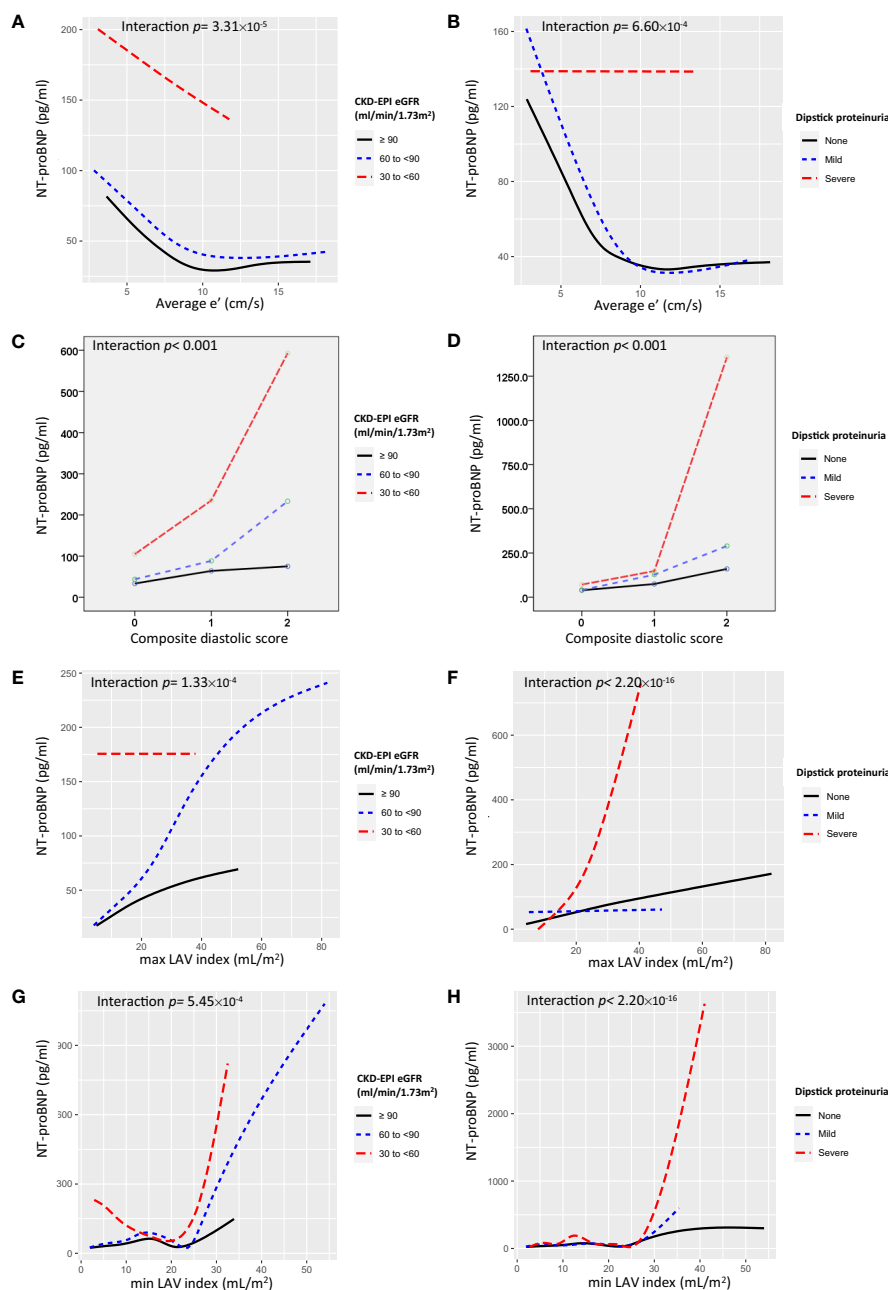 A
Interaction p= 3.31×10-5
200
150
100
50
NT-proBNP (pg/ml)
5
10
15
Average e' (cm/s)
CKD-EPI eGFR
(ml/min/1.73m²)
≥ 90
60 to <90
30 to <60
B
Interaction p= 6.60×10-4
160
120
80
40
NT-proBNP (pg/ml)
5
10
15
Average e' (cm/s)
Dipstick proteinuria
None
Mild
Severe
C
Interaction p< 0.001
600
500
400
300
200
100
0
NT-proBNP (pg/ml)
0
1
2
Composite diastolic score
CKD-EPI eGFR
(ml/min/1.73m²)
≥ 90
60 to <90
30 to <60
D
Interaction p< 0.001
1250.0
1000.0
750.0
500.0
250.0
.0
NT-proBNP (pg/ml)
0
1
2
Composite diastolic score
Dipstick proteinuria
None
Mild
Severe
E
Interaction p= 1.33×10-4
250
200
150
100
50
NT-proBNP (pg/ml)
20
40
60
80
max LAV index (mL/m²)
CKD-EPI eGFR
(ml/min/1.73m²)
≥ 90
60 to <90
30 to <60
F
Interaction p< 2.20×10-16
600
400
200
0
NT-proBNP (pg/ml)
20
40
60
80
max LAV index (mL/m²)
Dipstick proteinuria
None
Mild
Severe
G
Interaction p= 5.45×10-4
900
300
0
NT-proBNP (pg/ml)
0
10
20
30
40
50
min LAV index (mL/m²)
CKD-EPI eGFR
(ml/min/1.73m²)
≥ 90
60 to <90
30 to <60
H
Interaction p< 2.20×10-16
3000
2000
1000
0
NT-proBNP (pg/ml)
0
10
20
30
40
50
min LAV index (mL/m²)
Dipstick proteinuria
None
Mild
Severe